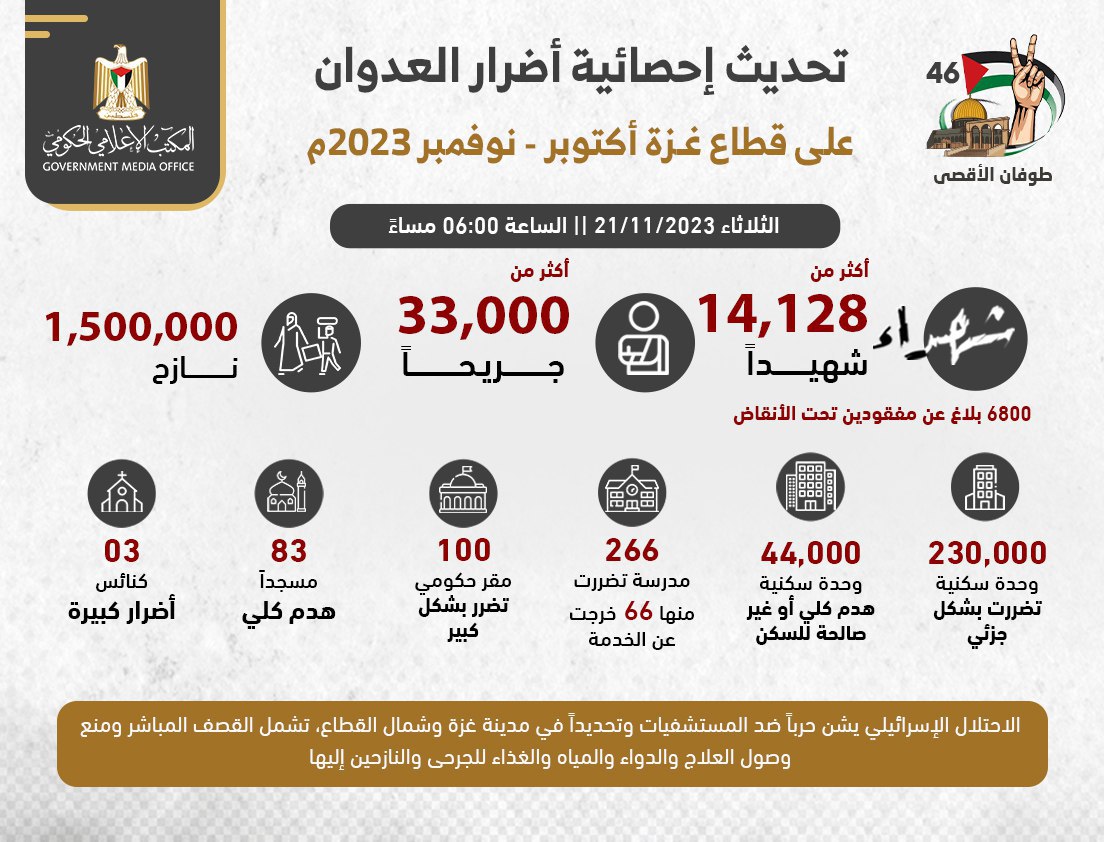 تحديث إحصائية أضرار العدوان
على قطاع غزة أكتوبر - نوفمبر 2023م
46
طوفان الأقصى
المكتب الإعلامي الحكومي
GOVERNMENT MEDIA OFFICE
الثلاثاء 21/11/2023 || الساعة 06:00 مساءً
شهداء
أكثر من
14,128
شهيــــداً
6800 بلاغ عن مفقودين تحت الأنقاض
أكثر من
33,000
جـــريحـــاً
1,500,000
نــــازح
230,000
وحدة سكنية
تضررت بشكل
جزئي
44,000
وحدة سكنية
هدم كلي أو غير
صالحة للسكن
266
مدرسة تضررت
منها 66 خرجت
عن الخدمة
100
مقر حكومي
تضرر بشكل
كبير
83
مسجداً
هدم كلي
03
كنائس
أضرار كبيرة
الاحتلال الإسرائيلي يشن حرباً ضد المستشفيات وتحديداً في مدينة غزة وشمال القطاع، تشمل القصف المباشر ومنع
وصول العلاج والدواء والمياه والغذاء للجرحى والنازحين إليها